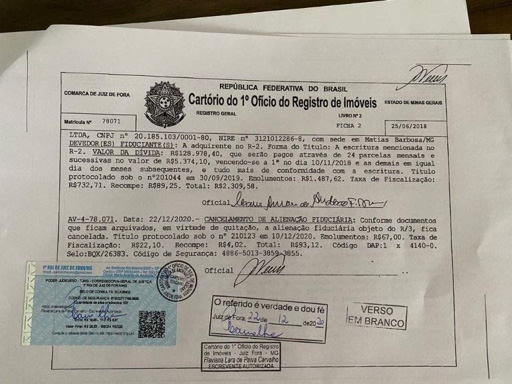 REPÚBLICA FEDERATIVA DO BRASIL
Cartório do 1º Ofício do Registro de Imóveis
COMARCA DE JUIZ DE FORA
ESTADO DE MINAS GERAIS
REGISTRO GERAL
LIVRO Nº 2
Matrícula Nº 78071
FICHA 2
25/06/2018
LTDA, CNPJ nº 20.185.103/0001-80, NIRE nº 3121012286-8, com sede em Matias Barbosa/MG
DEVEDOR(ES) FIDUCIANTE(S): A adquirente no R-2. Forma do Título: A escritura mencionada no
R-2. VALOR DA DÍVIDA: R$128.978,40, que serão pagos através de 24 parcelas mensais e
sucessivas no valor de R$5.374,10, vencendo-se a 1ª no dia 10/11/2018 e as demais em igual
dia dos meses subsequentes, e tudo mais de conformidade com a escritura.
Título protocolado sob o nº201044 em 30/09/2019. Emolumentos: R$1.487,62. Taxa de Fiscalização:
R$732,71. Recompe: R$89,25. Total: R$2.309,58.
Oficial
AV-4-78.071. Data: 22/12/2020.- CANCELAMENTO DE ALIENAÇÃO FIDUCIÁRIA: Conforme documentos
que ficam arquivados, em virtude de quitação, a alienação fiduciária objeto do R/3, fica
cancelada. Título protocolado sob o nº 210123 em 10/12/2020. Emolumentos: R$67,00. Taxa de
Fiscalização: R$22,10. Recompe: R$4,02. Total: R$93,12. Código DAP:1 x 4140-0.
Selo:BQX/26383. Código de Segurança: 4886-5013-3859-3855.
Oficial
O referido é verdade e dou fé
Juiz de Fora, 22 de 12 de 2020
Cartório do 1º Ofício do Registro
de Imóveis - Juiz de Fora - MG
Flaviana Lara de Paiva Carvalho
ESCREVENTE AUTORIZADA
VERSO
EM BRANCO